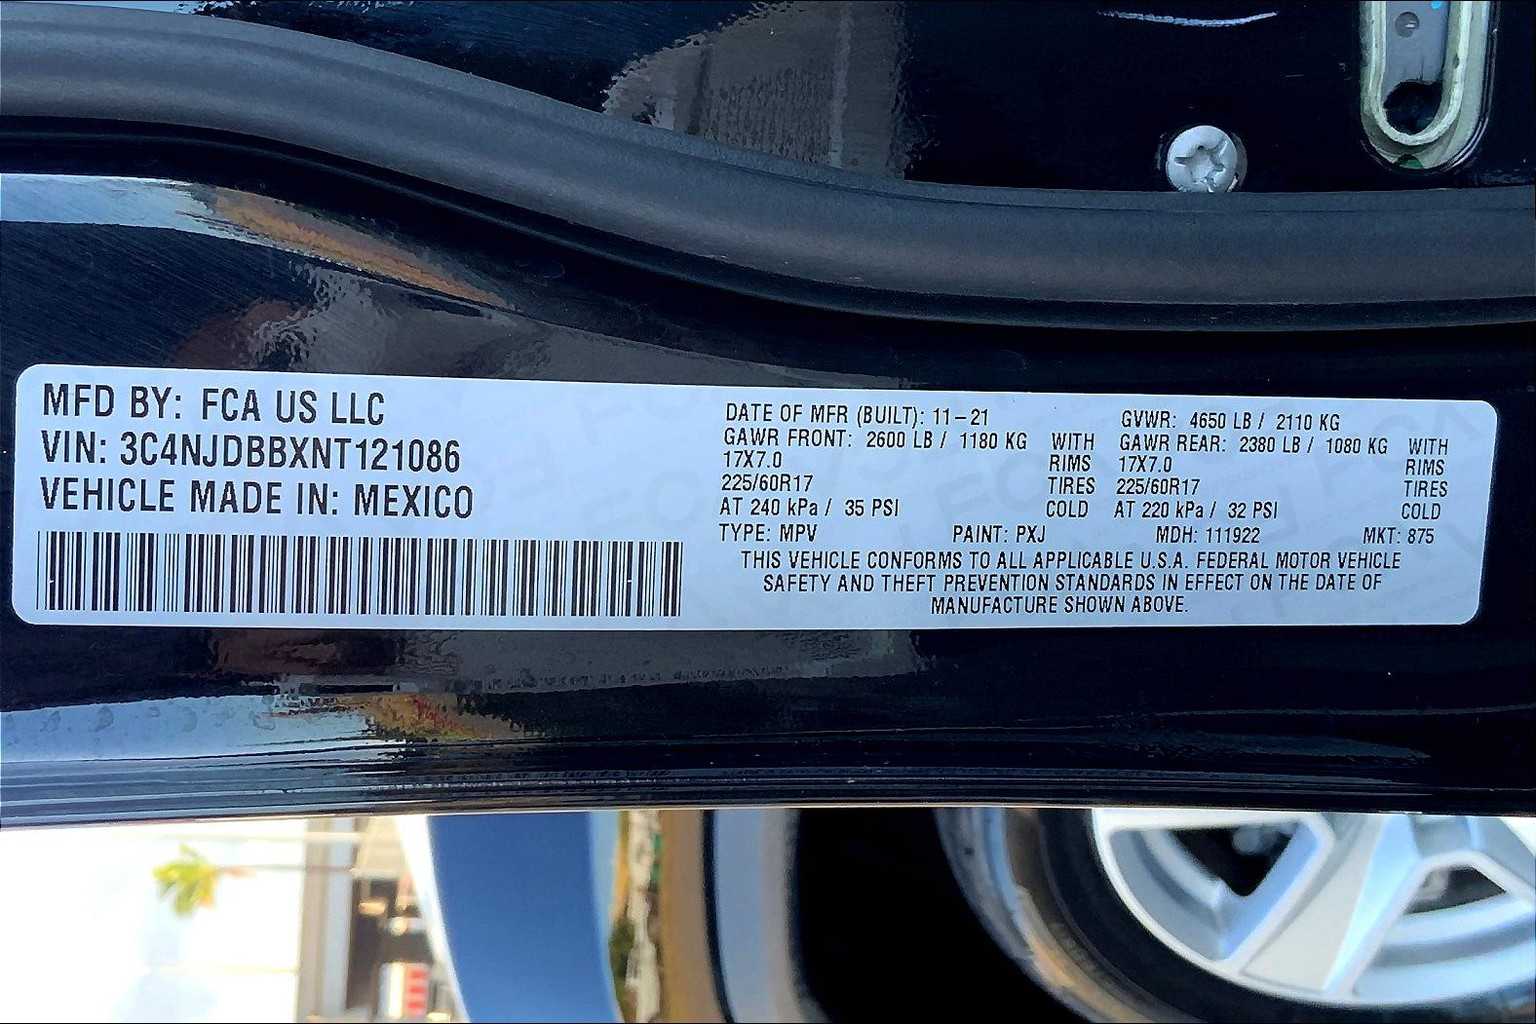 MFD BY: FCA US LLC
VIN: 3C4NJDBBXNT121086
VEHICLE MADE IN: MEXICO
DATE OF MFR (BUILT): 11-21
GAWR FRONT: 2600 LB / 1180 KG WITH
17X7.0 RIMS
225/60R17 TIRES
AT 240 kPa / 35 PSI COLD
GVWR: 4650 LB / 2110 KG
GAWR REAR: 2380 LB / 1080 KG WITH
17X7.0 RIMS
225/60R17 TIRES
AT 220 kPa / 32 PSI COLD
TYPE: MPV PAINT: PXJ MDH: 111922 MKT: 875
THIS VEHICLE CONFORMS TO ALL APPLICABLE U.S.A. FEDERAL MOTOR VEHICLE
SAFETY AND THEFT PREVENTION STANDARDS IN EFFECT ON THE DATE OF
MANUFACTURE SHOWN ABOVE.